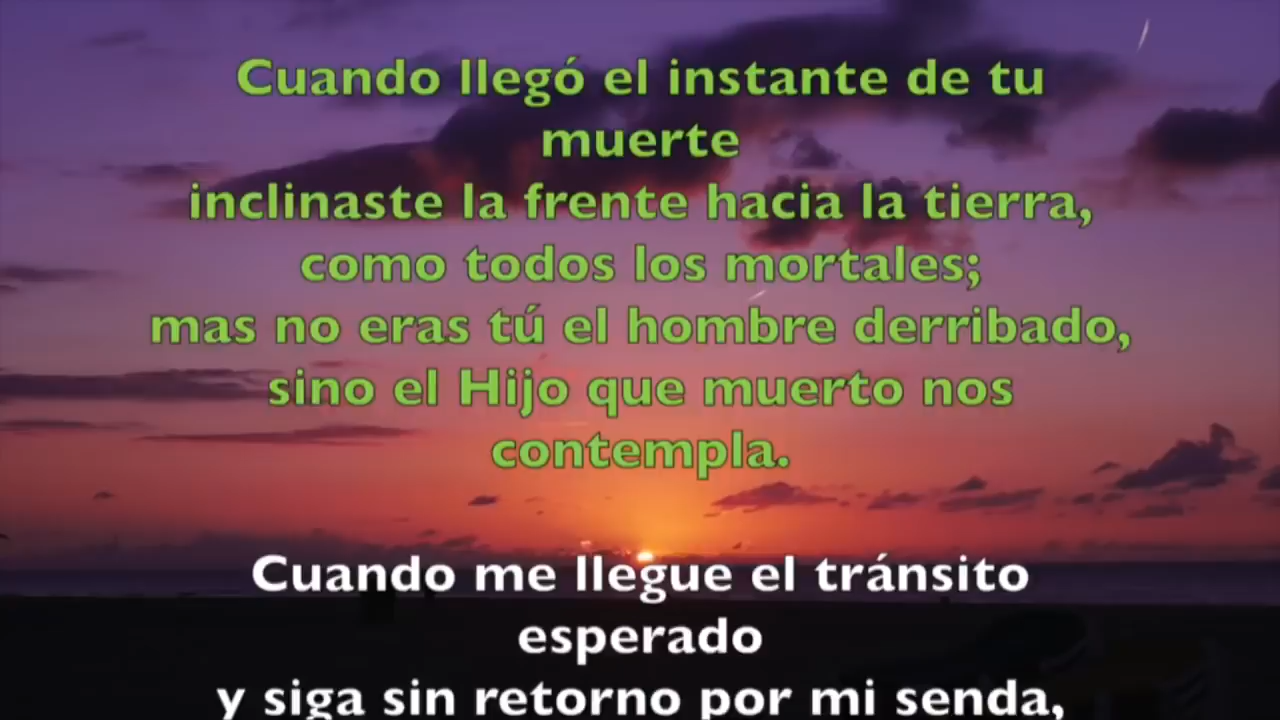 Cuando llegó el instante de tu
muerte
inclinaste la frente hacia la tierra,
como todos los mortales;
mas no eras tú el hombre derribado,
sino el Hijo que muerto nos
contempla.
Cuando me llegue el tránsito
esperado
y siga sin retorno por mi senda,